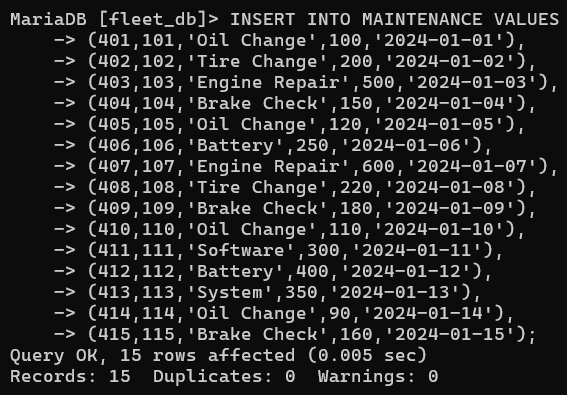 MariaDB [fleet_db]> INSERT INTO MAINTENANCE VALUES
    -> (401,101,'Oil Change',100,'2024-01-01'),
    -> (402,102,'Tire Change',200,'2024-01-02'),
    -> (403,103,'Engine Repair',500,'2024-01-03'),
    -> (404,104,'Brake Check',150,'2024-01-04'),
    -> (405,105,'Oil Change',120,'2024-01-05'),
    -> (406,106,'Battery',250,'2024-01-06'),
    -> (407,107,'Engine Repair',600,'2024-01-07'),
    -> (408,108,'Tire Change',220,'2024-01-08'),
    -> (409,109,'Brake Check',180,'2024-01-09'),
    -> (410,110,'Oil Change',110,'2024-01-10'),
    -> (411,111,'Software',300,'2024-01-11'),
    -> (412,112,'Battery',400,'2024-01-12'),
    -> (413,113,'System',350,'2024-01-13'),
    -> (414,114,'Oil Change',90,'2024-01-14'),
    -> (415,115,'Brake Check',160,'2024-01-15');
Query OK, 15 rows affected (0.005 sec)
Records: 15  Duplicates: 0  Warnings: 0